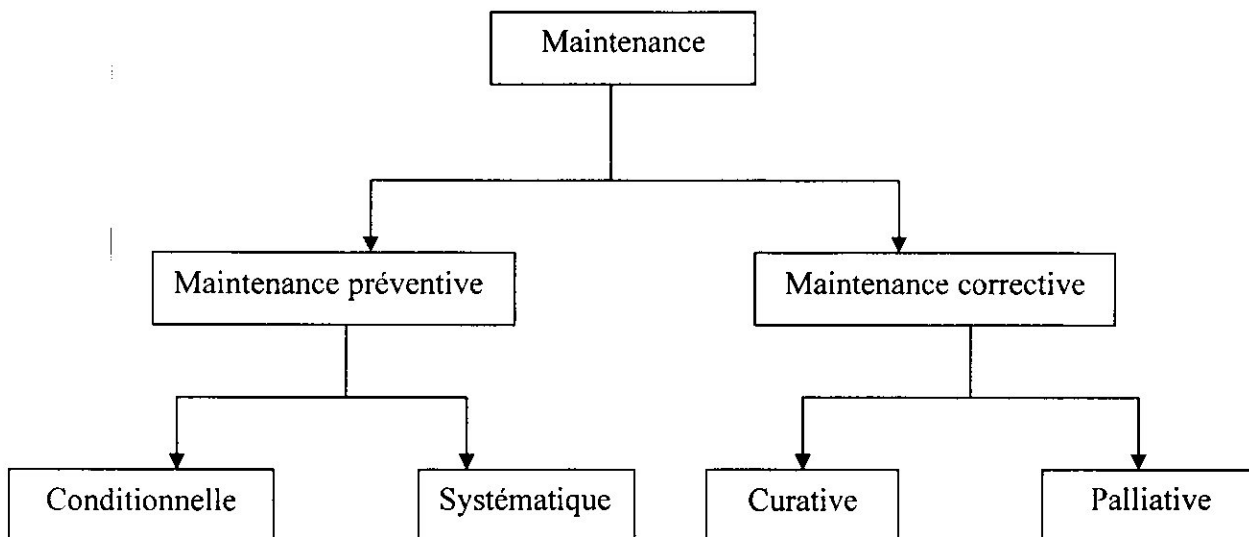 Maintenance
Maintenance préventive
Maintenance corrective
Conditionnelle
Systématique
Curative
Palliative